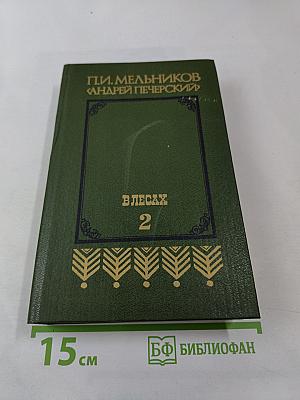 П.И. МЕЛЬНИКОВ
‹АНДРЕЙ ПЕЧЕРСКИЙ›
В ЛЕСАХ
2
15 см
БФ БИБЛИОФАН